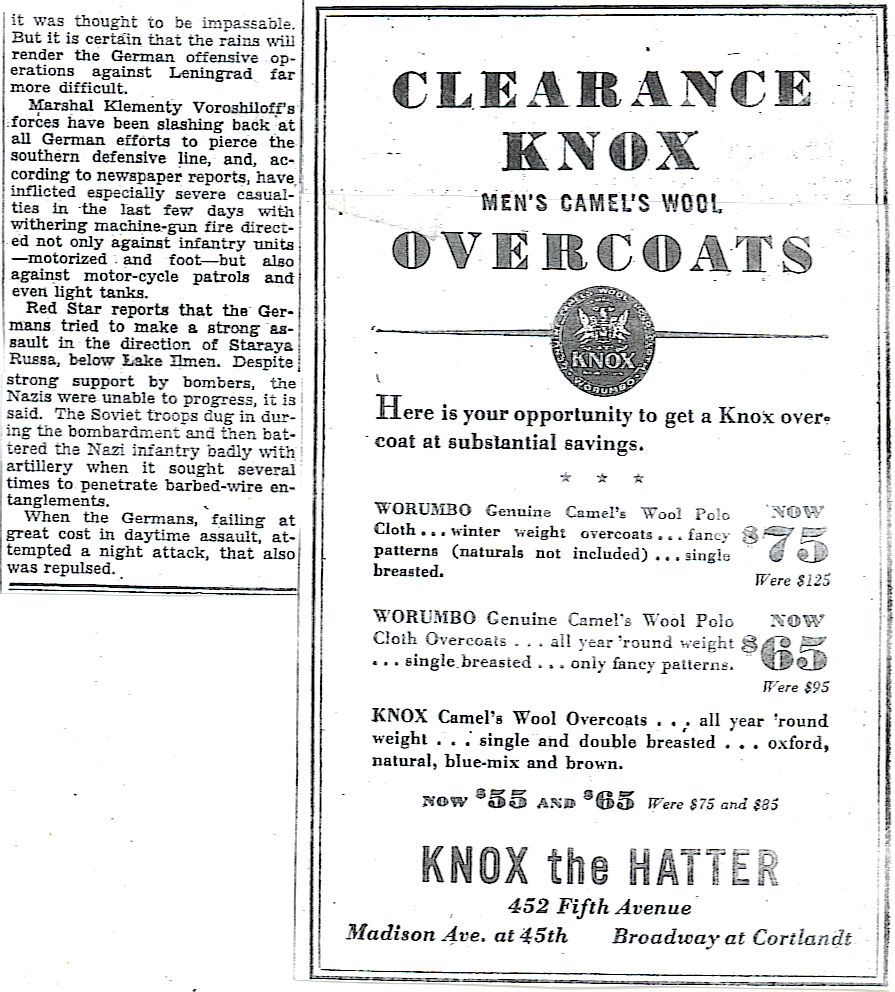 it was thought to be impassable.
But it is certain that the rains will
render the German offensive op-
erations against Leningrad far
more difficult.
Marshal Klementy Voroshiloff's
forces have been slashing back at
all German efforts to pierce the
southern defensive line, and, ac-
cording to newspaper reports, have
inflicted especially severe casual-
ties in the last few days with
withering machine-gun fire direct-
ed not only against infantry units
—motorized and foot—but also
against motor-cycle patrols and
even light tanks.
Red Star reports that the Ger-
mans tried to make a strong as-
sault in the direction of Staraya
Russa, below Lake Ilmen. Despite
strong support by bombers, the
Nazis were unable to progress, it is
said. The Soviet troops dug in dur-
ing the bombardment and then bat-
tered the Nazi infantry badly with
artillery when it sought several
times to penetrate barbed-wire en-
tanglements.
When the Germans, failing at
great cost in daytime assault, at-
tempted a night attack, that also
was repulsed.
CLEARANCE
KNOX
MEN'S CAMEL'S WOOL
OVERCOATS
KNOX
WORUMBO
Here is your opportunity to get a Knox over-
coat at substantial savings.
WORUMBO Genuine Camel's Wool Polo
Cloth... winter weight overcoats... fancy
patterns (naturals not included)... single
breasted.
NOW
$75
Were $125
WORUMBO Genuine Camel's Wool Polo
Cloth Overcoats ... all year 'round weight
... single breasted ... only fancy patterns.
NOW
$65
Were $95
KNOX Camel's Wool Overcoats ... all year 'round
weight ... single and double breasted ... oxford,
natural, blue-mix and brown.
NOW $55 AND $65 Were $75 and $85
KNOX the HATTER
452 Fifth Avenue
Madison Ave. at 45th Broadway at Cortlandt